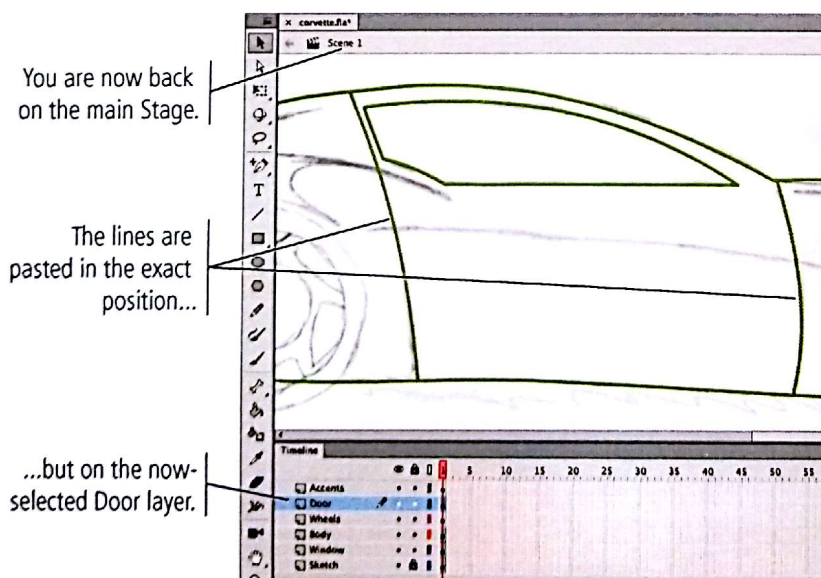 corvette.fla*
Scene 1
You are now back
on the main Stage.
The lines are
pasted in the exact
position...
...but on the now-
selected Door layer.
T
Timeline
1 5 10 15 20 25 30 35 40 45 50 55
Accents
Door
Wheels
Body
Window
Sketch